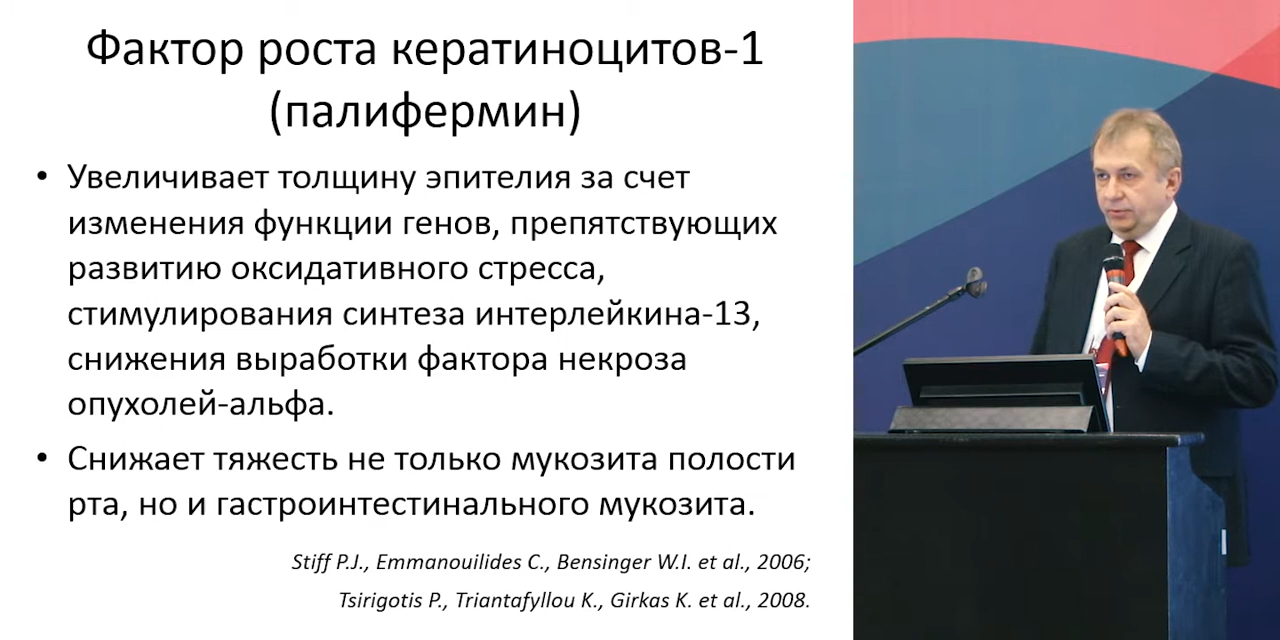 Фактор роста кератиноцитов-1
(палифермин)
• Увеличивает толщину эпителия за счет
изменения функции генов, препятствующих
развитию оксидативного стресса,
стимулирования синтеза интерлейкина-13,
снижения выработки фактора некроза
опухолей-альфа.
• Снижает тяжесть не только мукозита полости
рта, но и гастроинтестинального мукозита.
Stiff P.J., Emmanouilides C., Bensinger W.I. et al., 2006;
Tsirigotis P., Triantafyllou K., Girkas K. et al., 2008.